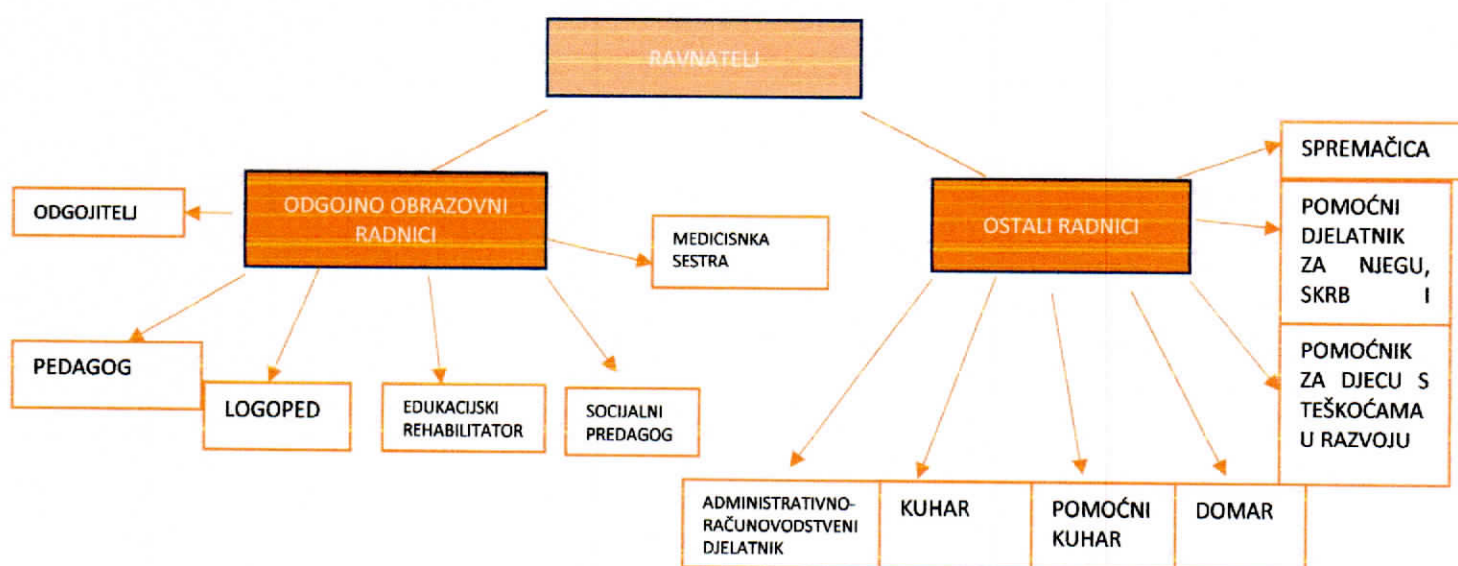 RAVNATELJ
ODGOJNO OBRAZOVNI
RADNICI
ODGOJITELJ
MEDICISNKA
SESTRA
PEDAGOG
LOGOPED
EDUKACIJSKI
REHABILITATOR
SOCIJALNI
PREDAGOG
OSTALI RADNICI
SPREMAČICA
POMOĆNI
DJELATNIK
ZA NJEGU,
SKRB I
POMOĆNIK
ZA DJECU S
TEŠKOĆAMA
U RAZVOJU
ADMINISTRATIVNO-
RAČUNOVODSTVENI
DJELATNIK
KUHAR
POMOĆNI
KUHAR
DOMAR